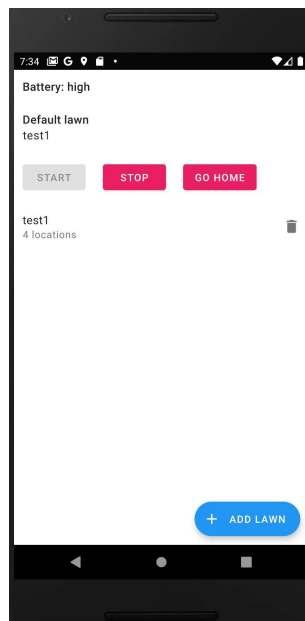 7:34 G
Battery: high
Default lawn
test1
START STOP GO HOME
test1
4 locations
+ ADD LAWN